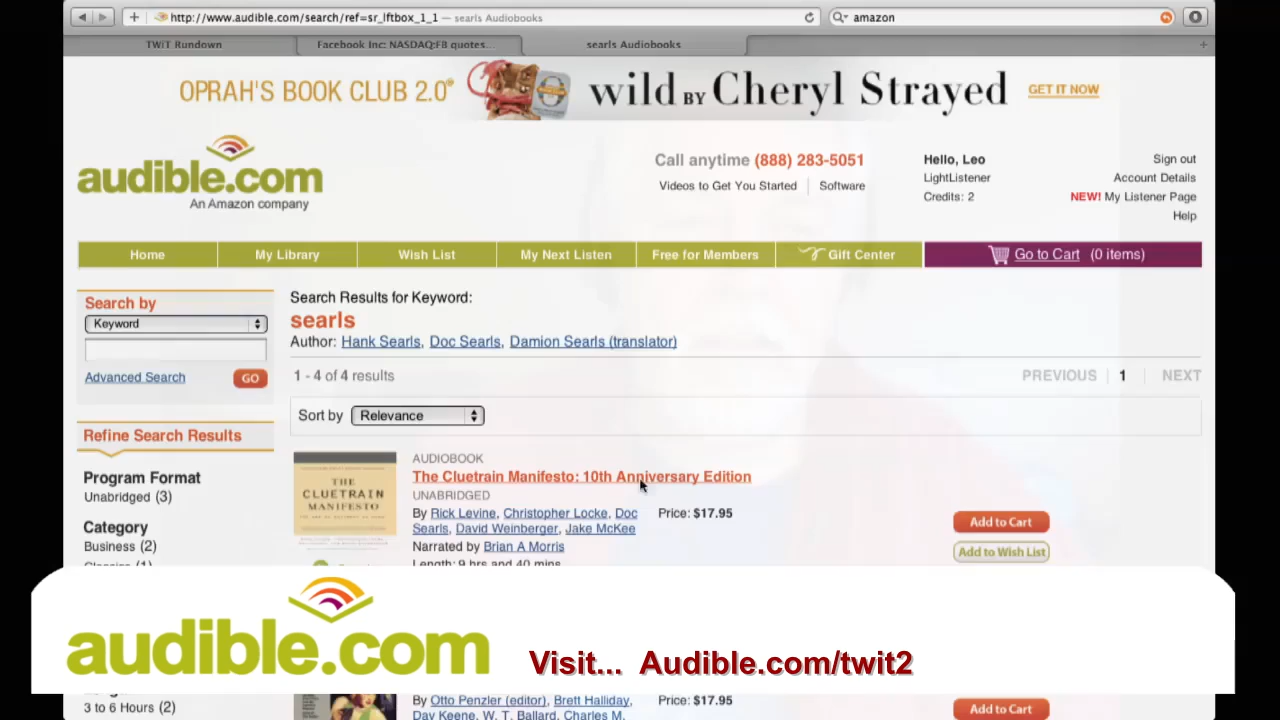 http://www.audible.com/search/ref=sr_lftbox_1_1 — searls Audiobooks
amazon
TWiT Rundown
Facebook Inc: NASDAQ:FB quotes...
searls Audiobooks
OPRAH'S BOOK CLUB 2.0®
wild BY Cheryl Strayed
GET IT NOW
audible.com
An Amazon company
Call anytime (888) 283-5051
Videos to Get You Started
Software
Hello, Leo
LightListener
Credits: 2
Sign out
Account Details
NEW! My Listener Page
Help
Home
My Library
Wish List
My Next Listen
Free for Members
Gift Center
Go to Cart (0 items)
Search by
Keyword
Advanced Search
GO
Search Results for Keyword:
searls
Author: Hank Searls, Doc Searls, Damion Searls (translator)
1 - 4 of 4 results
PREVIOUS
1
NEXT
Sort by
Relevance
Refine Search Results
Program Format
Unabridged (3)
Category
Business (2)
THE
CLUETRAIN
MANIFESTO
AUDIOBOOK
The Cluetrain Manifesto: 10th Anniversary Edition
UNABRIDGED
By Rick Levine, Christopher Locke, Doc
Searls, David Weinberger, Jake McKee
Narrated by Brian A Morris
Length: 9 hrs and 40 mins
Price: $17.95
Add to Cart
Add to Wish List
audible.com
Visit... Audible.com/twit2
3 to 6 Hours (2)
By Otto Penzler (editor), Brett Halliday,
Day Keene, W. T. Ballard, Charles M.
Price: $17.95
Add to Cart